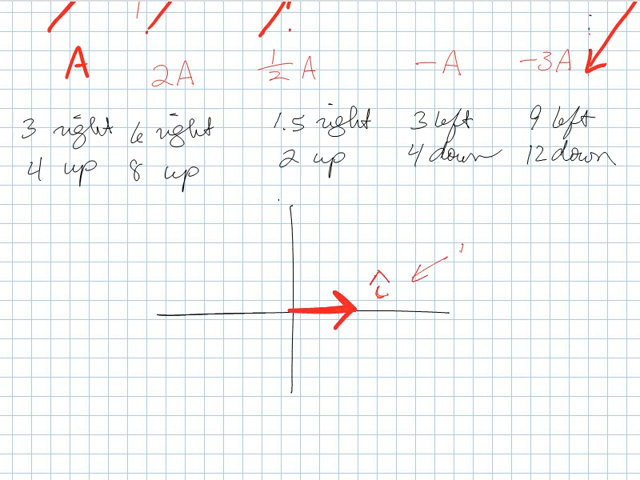 A 2A 1/2 A -A -3A
3 right 6 right 1.5 right 3 left 9 left
4 up 8 up 2 up 4 down 12 down
î